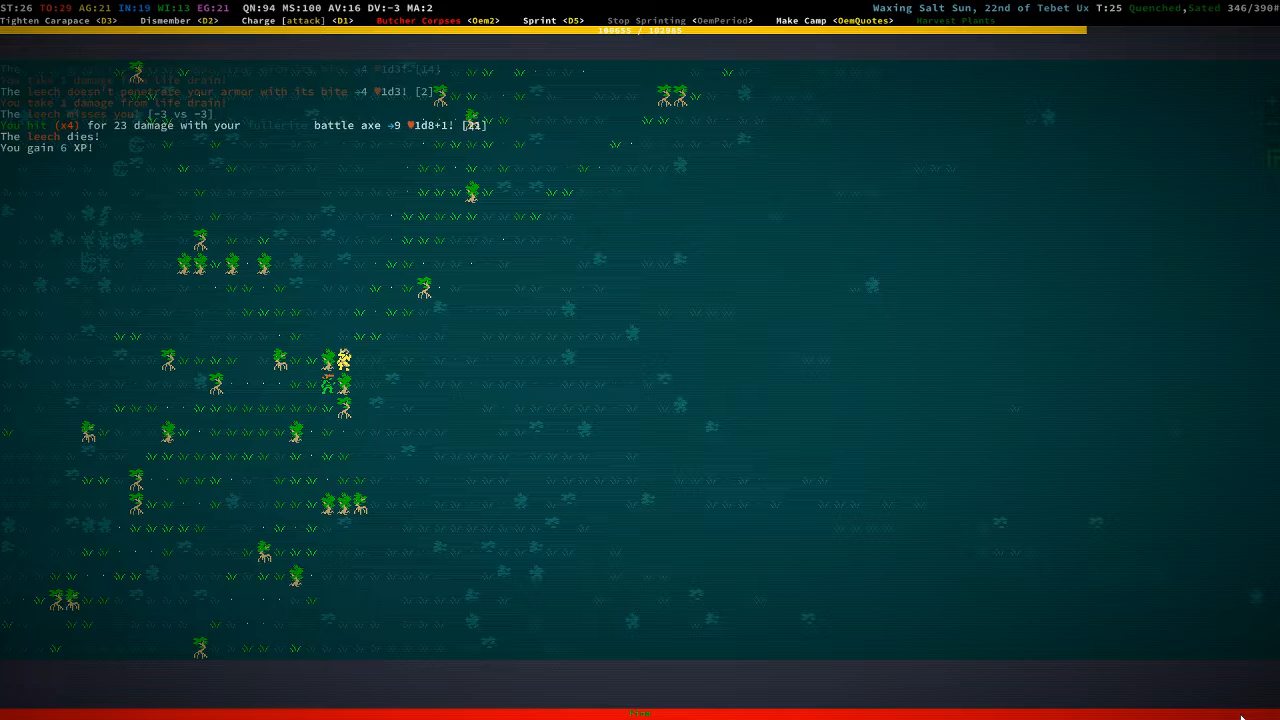 ST:26 TO:29 AG:21 IN:19 WI:13 EG:21 QN:94 MS:100 AV:16 DV:-3 MA:2 Waxing Salt Sun, 22nd of Tebet Ux T:25 Quenched,Sated 346/390#
Tighten Carapace <D3> Dismember <D2> Charge [attack] <D1> Butcher Corpses <Oem2> Sprint <D5> Stop Sprinting <OemPeriod> Make Camp <OemQuotes> Harvest Plants
The 4 ♥1d3! [14]
You take 1 damage from life drain!
The leech doesn't penetrate your armor with its bite →4 ♥1d3! [2]
You take 1 damage from life drain!
The leech misses you! [-3 vs -3]
You hit (x4) for 23 damage with your fullerite battle axe →9 ♥1d8+1! [21]
The leech dies!
You gain 6 XP!